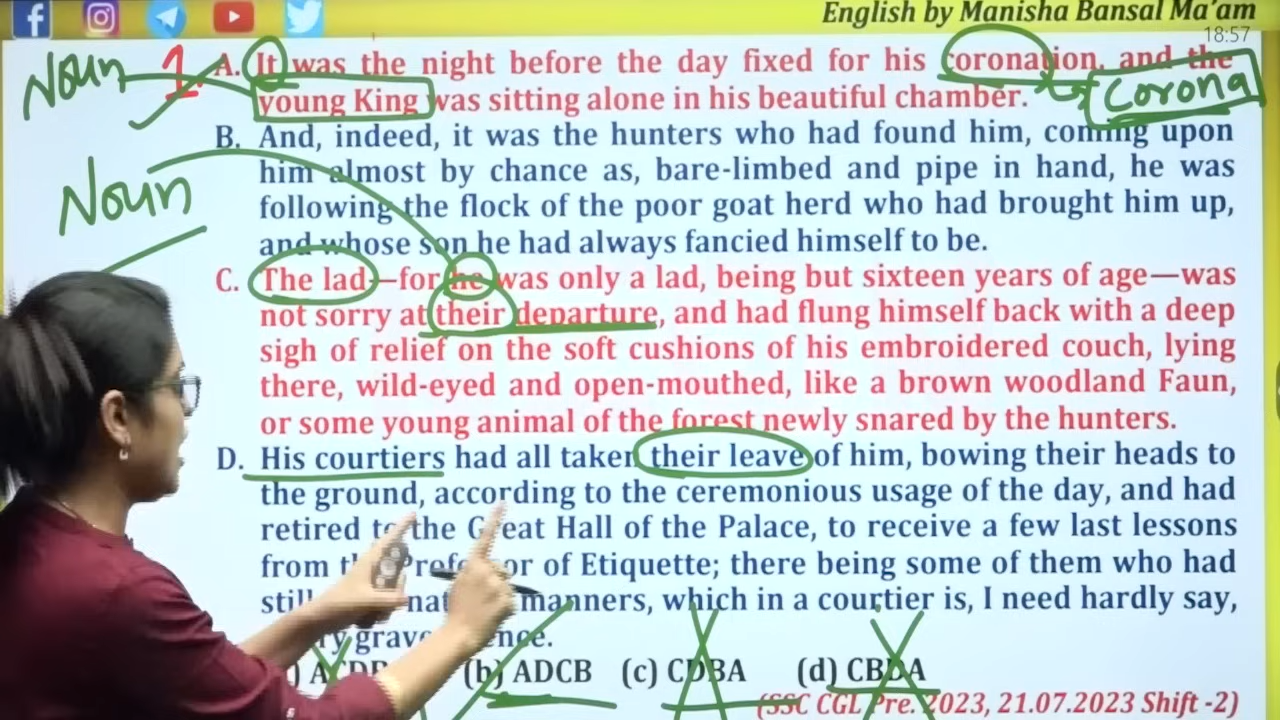 English by Manisha Bansal Ma'am
18:57
Noun 1 A. It was the night before the day fixed for his coronation, and the
young King was sitting alone in his beautiful chamber. Corona
B. And, indeed, it was the hunters who had found him, coming upon
him almost by chance as, bare-limbed and pipe in hand, he was
Noun
following the flock of the poor goat herd who had brought him up,
and whose son he had always fancied himself to be.
C. The lad—for he was only a lad, being but sixteen years of age—was
not sorry at their departure, and had flung himself back with a deep
sigh of relief on the soft cushions of his embroidered couch, lying
there, wild-eyed and open-mouthed, like a brown woodland Faun,
or some young animal of the forest newly snared by the hunters.
D. His courtiers had all taken their leave of him, bowing their heads to
the ground, according to the ceremonious usage of the day, and had
retired to the Great Hall of the Palace, to receive a few last lessons
from of Etiquette; there being some of them who had
still manners, which in a courtier is, I need hardly say,
(b) ADCB (c) CDBA (d) CBDA
(SSC CGL Pre. 2023, 21.07.2023 Shift -2)